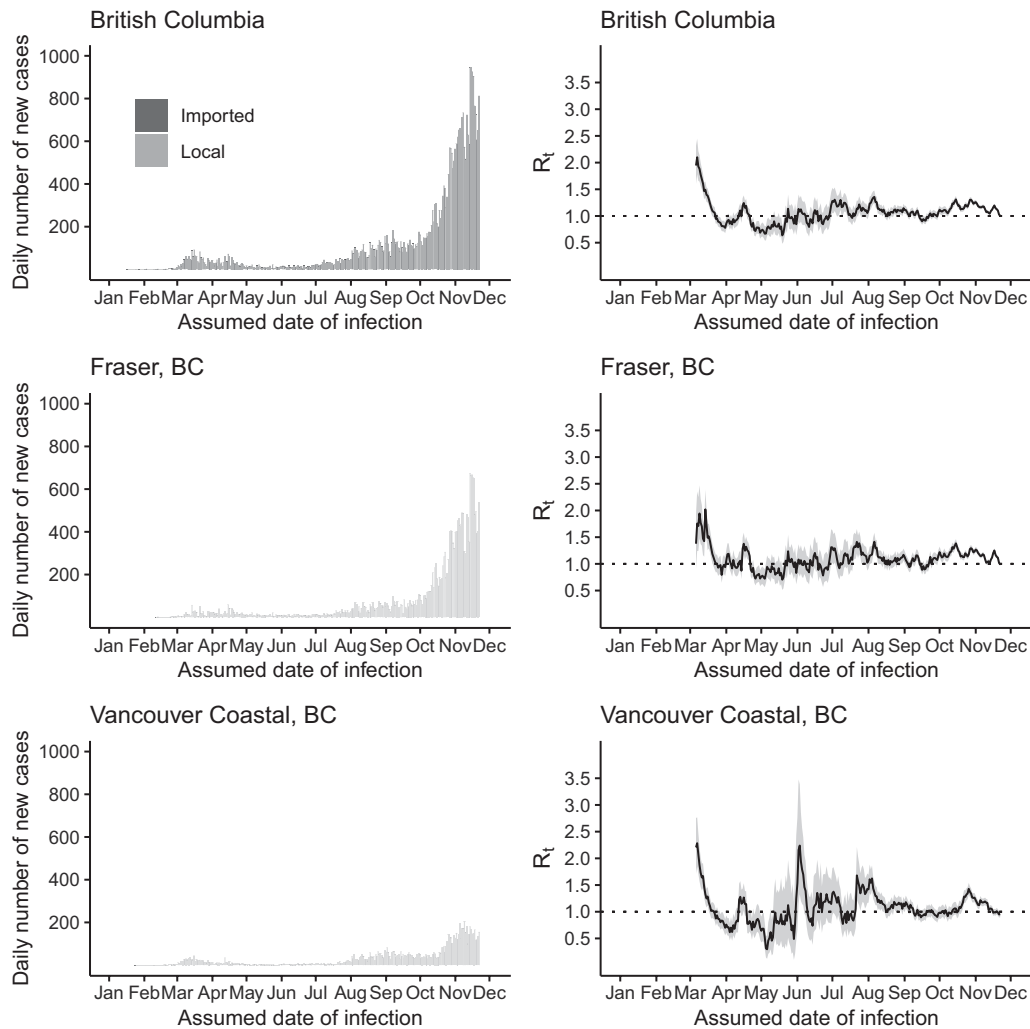 British Columbia
Daily number of new cases
1000
800
600
400
200
Imported
Local
Jan Feb Mar Apr May Jun Jul Aug Sep Oct Nov Dec
Assumed date of infection
British Columbia
Rt
3.5
3.0
2.5
2.0
1.5
1.0
0.5
Jan Feb Mar Apr May Jun Jul Aug Sep Oct Nov Dec
Assumed date of infection
Fraser, BC
Daily number of new cases
1000
800
600
400
200
Jan Feb Mar Apr May Jun Jul Aug Sep Oct Nov Dec
Assumed date of infection
Fraser, BC
Rt
3.5
3.0
2.5
2.0
1.5
1.0
0.5
Jan Feb Mar Apr May Jun Jul Aug Sep Oct Nov Dec
Assumed date of infection
Vancouver Coastal, BC
Daily number of new cases
1000
800
600
400
200
Jan Feb Mar Apr May Jun Jul Aug Sep Oct Nov Dec
Assumed date of infection
Vancouver Coastal, BC
Rt
3.5
3.0
2.5
2.0
1.5
1.0
0.5
Jan Feb Mar Apr May Jun Jul Aug Sep Oct Nov Dec
Assumed date of infection